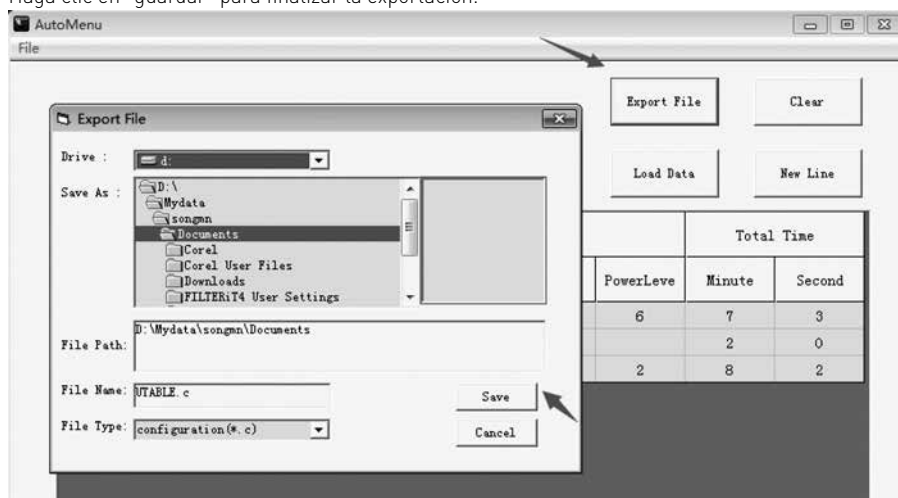 Haga clic en "guardar" para finalizar la exportación.
AutoMenu
File
Export File
Clear
Load Data
New Line
Export File
Drive :
d:
Save As :
D:\
Mydata
songmn
Documents
Corel
Corel User Files
Downloads
FILTERiT4 User Settings
File Path:
D:\Mydata\songmn\Documents
File Name:
UTABLE.c
Save
File Type:
configuration(*.c)
Cancel
Total Time
PowerLeve
Minute
Second
6
7
3
2
0
2
8
2